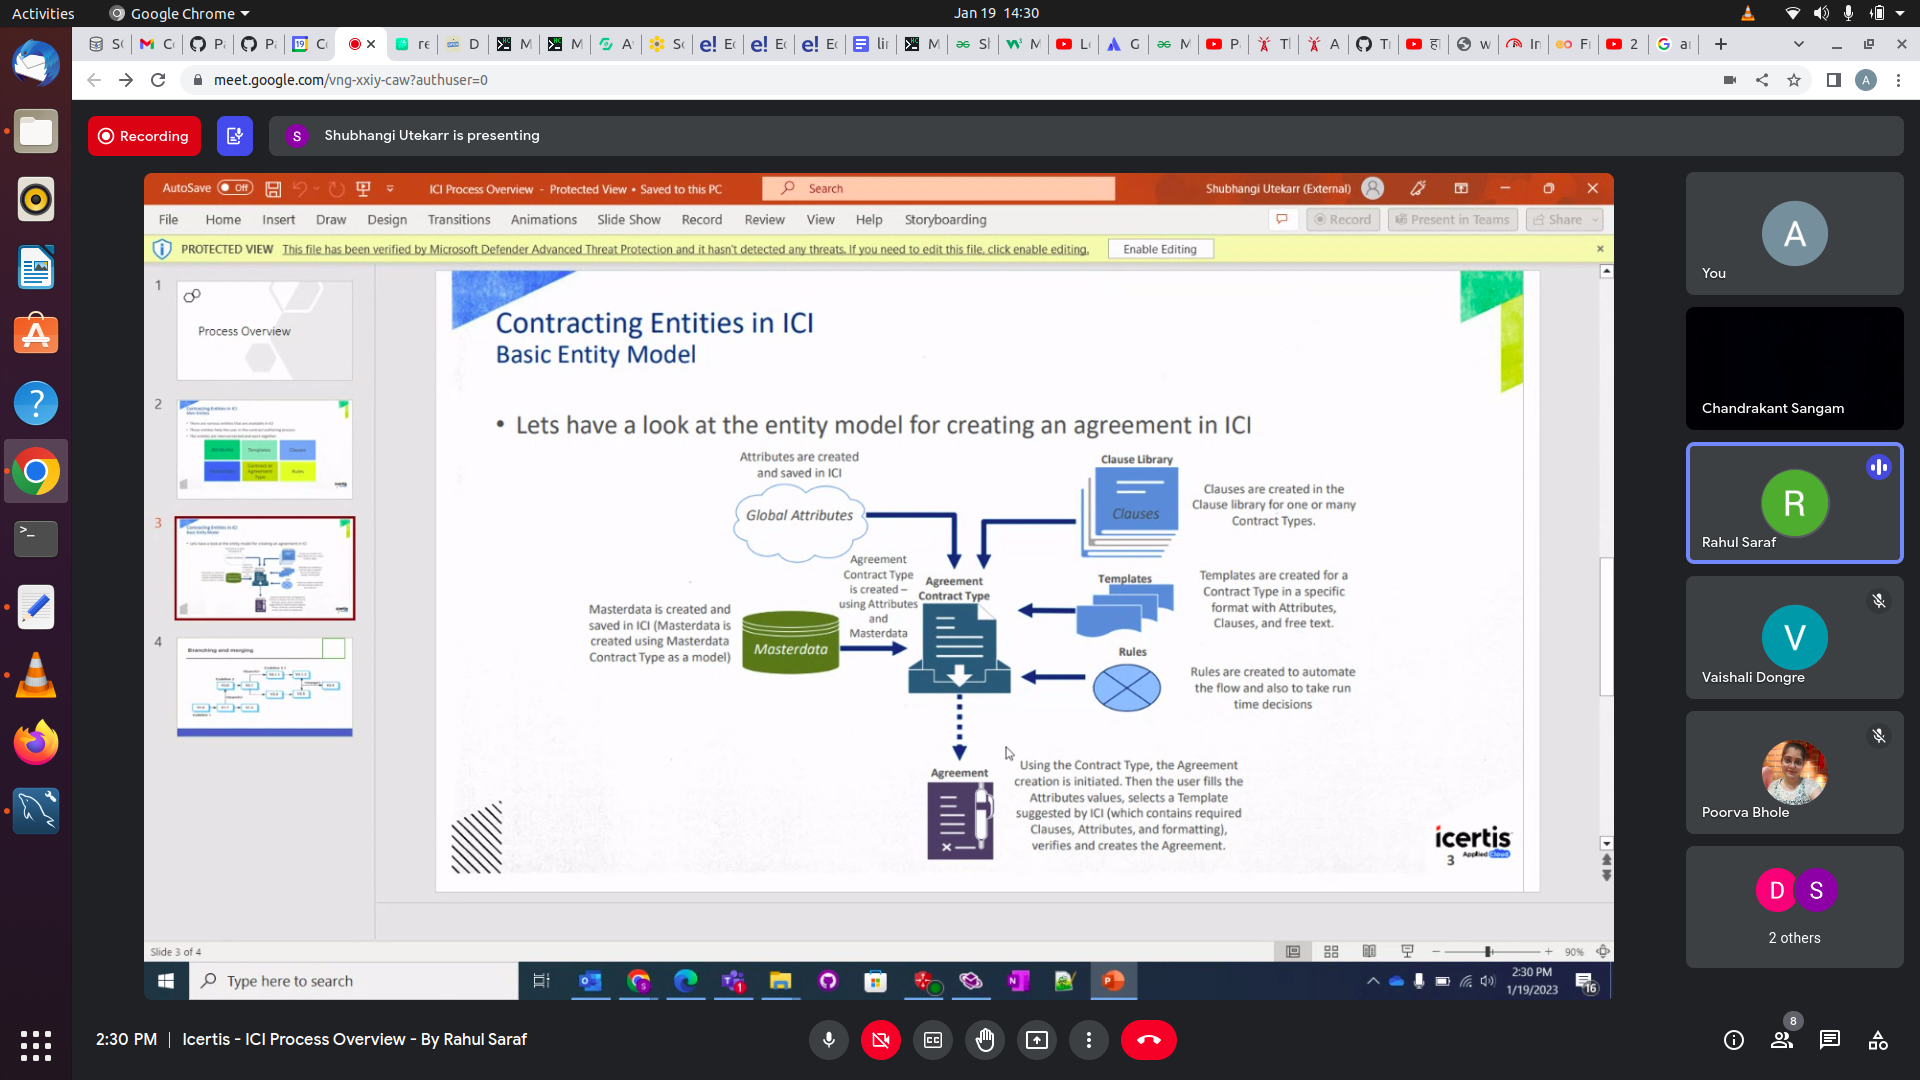 Activities
Google Chrome
Jan 19 14:30
meet.google.com/vng-xxiy-caw?authuser=0
A
Recording
S
Shubhangi Utekarr is presenting
AutoSave Off
ICI Process Overview - Protected View • Saved to this PC
Search
Shubhangi Utekarr (External)
File Home Insert Draw Design Transitions Animations Slide Show Record Review View Help Storyboarding
Record
Present in Teams
Share
PROTECTED VIEW This file has been verified by Microsoft Defender Advanced Threat Protection and it hasn't detected any threats. If you need to edit this file, click enable editing.
Enable Editing
1
Process Overview
2
3
4
Branching and merging
Contracting Entities in ICI
Basic Entity Model
• Lets have a look at the entity model for creating an agreement in ICI
Attributes are created
and saved in ICI
Global Attributes
Clause Library
Clauses
Clauses are created in the
Clause library for one or many
Contract Types.
Agreement
Contract Type
is created –
using Attributes
and
Masterdata
Agreement
Contract Type
Templates
Templates are created for a
Contract Type in a specific
format with Attributes,
Clauses, and free text.
Masterdata is created and
saved in ICI (Masterdata is
created using Masterdata
Contract Type as a model)
Masterdata
Rules
Rules are created to automate
the flow and also to take run
time decisions
Agreement
Using the Contract Type, the Agreement
creation is initiated. Then the user fills the
Attributes values, selects a Template
suggested by ICI (which contains required
Clauses, Attributes, and formatting),
verifies and creates the Agreement.
icertis
Applied Cloud
3
Slide 3 of 4
90%
Type here to search
2:30 PM
1/19/2023
16
A
You
Chandrakant Sangam
R
Rahul Saraf
V
Vaishali Dongre
Poorva Bhole
D S
2 others
2:30 PM | Icertis - ICI Process Overview - By Rahul Saraf
8